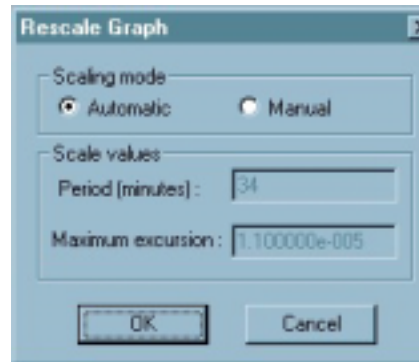 Rescale Graph
Scaling mode
Automatic Manual
Scale values
Period (minutes) : 34
Maximum excursion : 1.100000e-005
OK Cancel